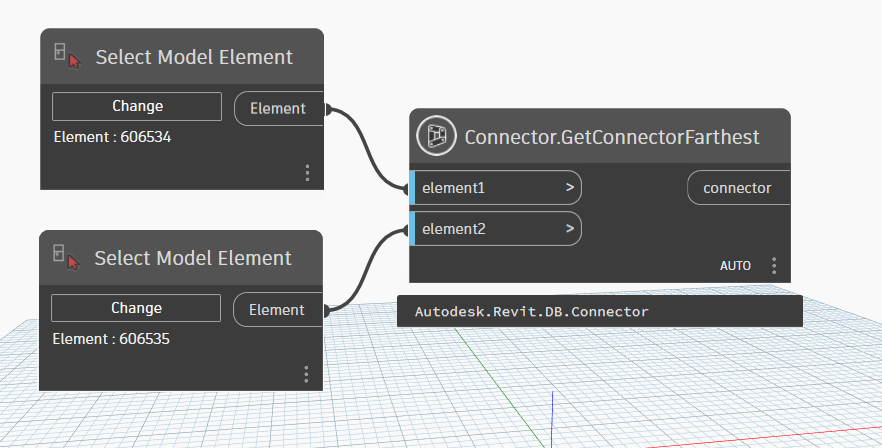 Select Model Element
Change
Element
Element : 606534
Connector.GetConnectorFarthest
element1 >
connector
element2 >
AUTO
Autodesk.Revit.DB.Connector
Select Model Element
Change
Element
Element : 606535